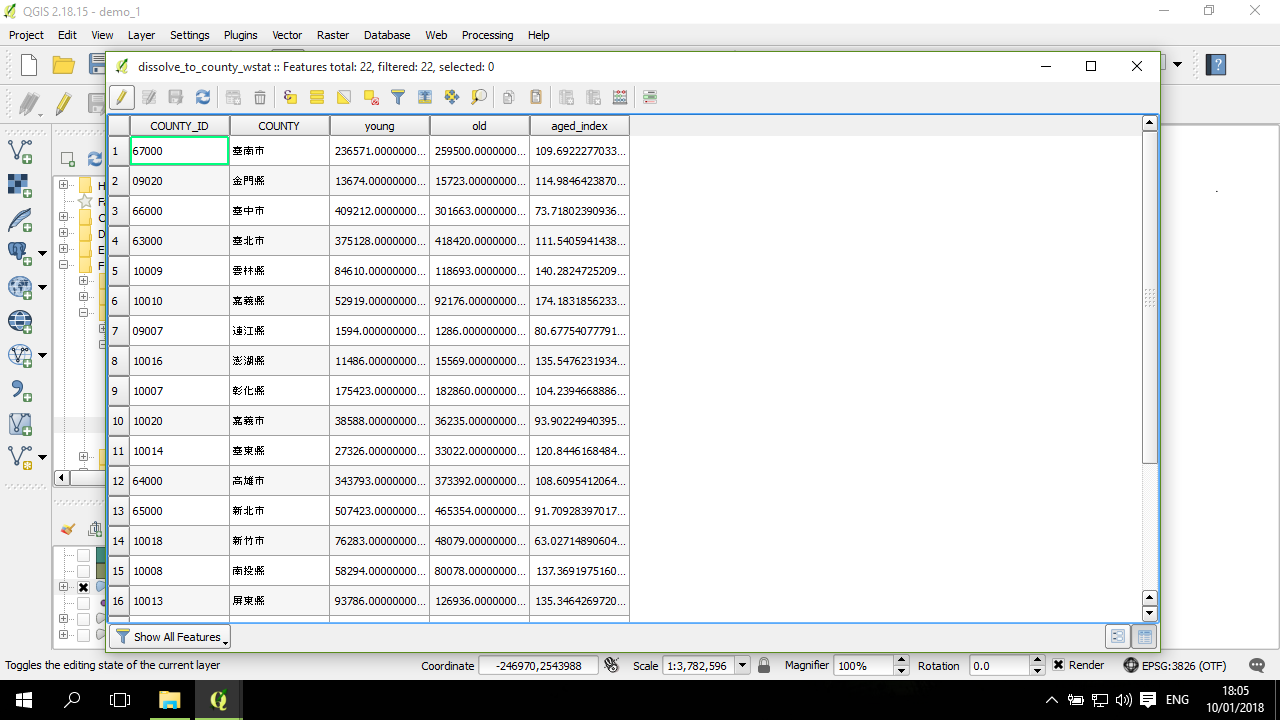 QGIS 2.18.15 - demo_1
Project Edit View Layer Settings Plugins Vector Raster Database Web Processing Help
dissolve_to_county_wstat :: Features total: 22, filtered: 22, selected: 0
COUNTY_ID COUNTY young old aged_index
1 67000 臺南市 236571.0000000... 259500.0000000... 109.6922277033...
2 09020 金門縣 13674.00000000... 15723.00000000... 114.9846423870...
3 66000 臺中市 409212.0000000... 301663.0000000... 73.71802390936...
4 63000 臺北市 375128.0000000... 418420.0000000... 111.5405941438...
5 10009 雲林縣 84610.00000000... 118693.0000000... 140.2824725209...
6 10010 嘉義縣 52919.00000000... 92176.00000000... 174.1831856233...
7 09007 連江縣 1594.000000000... 1286.000000000... 80.67754077791...
8 10016 澎湖縣 11486.00000000... 15569.00000000... 135.5476231934...
9 10007 彰化縣 175423.0000000... 182860.0000000... 104.2394668886...
10 10020 嘉義市 38588.00000000... 36235.00000000... 93.90224940395...
11 10014 臺東縣 27326.00000000... 33022.00000000... 120.8446168484...
12 64000 高雄市 343793.0000000... 373392.0000000... 108.6095412064...
13 65000 新北市 507423.0000000... 465354.0000000... 91.70928397017...
14 10018 新竹市 76283.00000000... 48079.00000000... 63.02714890604...
15 10008 南投縣 58294.00000000... 80078.00000000... 137.3691975160...
16 10013 屏東縣 93786.00000000... 126936.0000000... 135.3464269720...
Show All Features
Toggles the editing state of the current layer Coordinate -246970,2543988 Scale 1:3,782,596 Magnifier 100% Rotation 0.0 Render EPSG:3826 (OTF)
ENG 18:05
10/01/2018